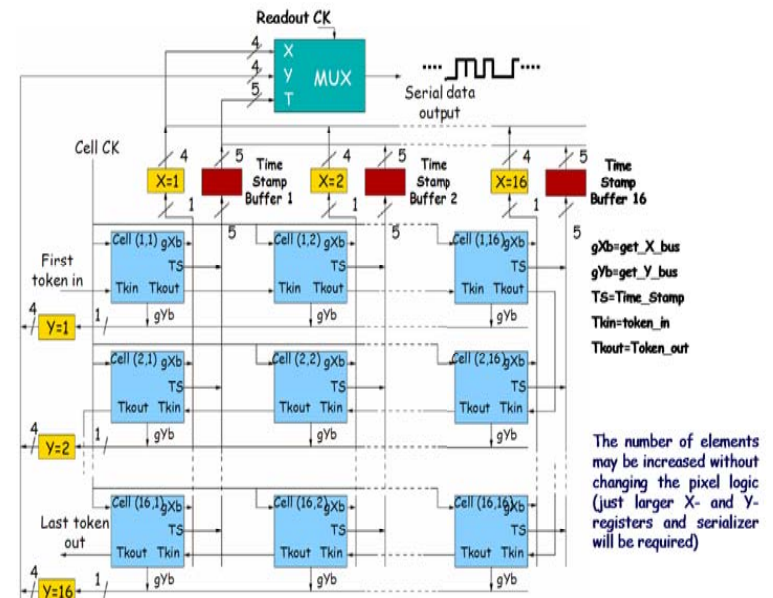 Readout CK
4
X
4
Y
MUX
5
T
Serial data
output
Cell CK
4
5
Time
Stamp
Buffer 1
X=1
4
5
Time
Stamp
Buffer 2
X=2
4
5
Time
Stamp
Buffer 16
X=16
1
5
1
5
1
5
Cell (1,1) gXb
TS
Tkin Tkout
gYb
Cell (1,2) gXb
TS
Tkin Tkout
gYb
Cell (1,16) gXb
TS
Tkin Tkout
gYb
First
token in
4
Y=1
1
Cell (2,1) gXb
TS
Tkout Tkin
gYb
Cell (2,2) gXb
TS
Tkout Tkin
gYb
Cell (2,16) gXb
TS
Tkout Tkin
gYb
4
Y=2
1
Cell (16,1) gXb
TS
Tkout Tkin
gYb
Cell (16,2) gXb
TS
Tkout Tkin
gYb
Cell (16,16) gXb
TS
Tkout Tkin
gYb
Last token
out
4
Y=16
1
gXb=get_X_bus
gYb=get_Y_bus
TS=Time_Stamp
Tkin=token_in
Tkout=Token_out
The number of elements
may be increased without
changing the pixel logic
(just larger X- and Y-
registers and serializer
will be required)